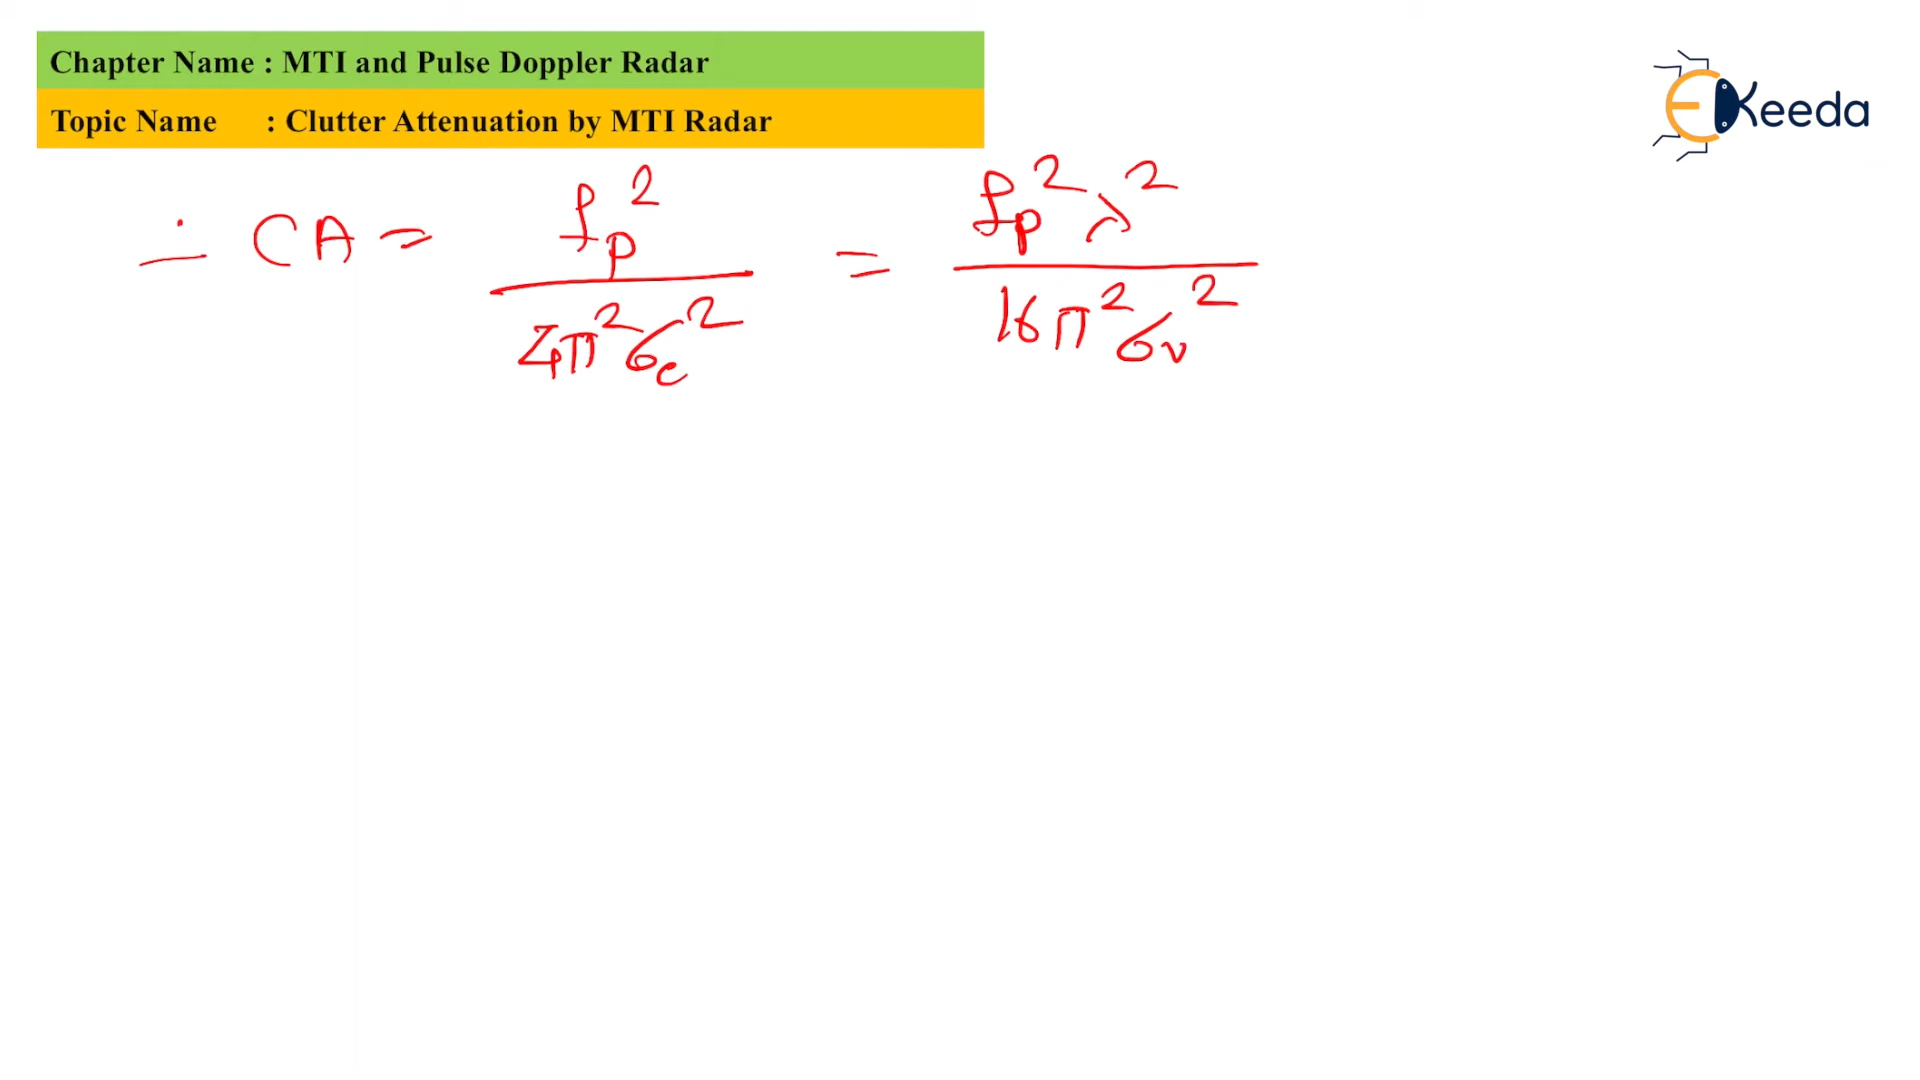 Chapter Name : MTI and Pulse Doppler Radar
Topic Name : Clutter Attenuation by MTI Radar
EKeeda
∴ CA = fp² / 4π²σc² = fp² λ² / 16π²σv²